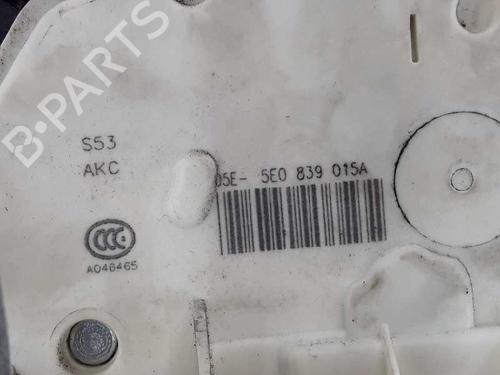 B-PARTS
S53
AKC
05E- 5E0 839 015A
CCC
A046465